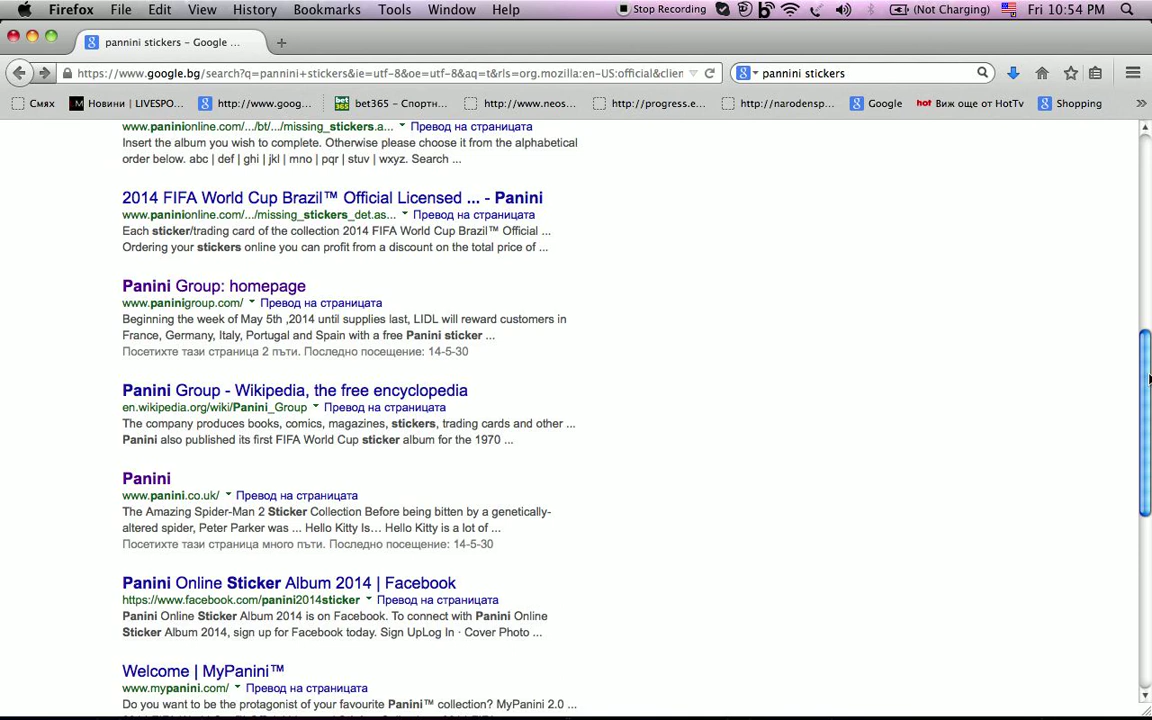 Firefox File Edit View History Bookmarks Tools Window Help Stop Recording (Not Charging) Fri 10:54 PM
pannini stickers - Google ...
https://www.google.bg/search?q=pannini+stickers&ie=utf-8&oe=utf-8&aq=t&rls=org.mozilla:en-US:official&clien pannini stickers
Смях Новини | LIVESPO... http://www.goog... bet365 - Спортн... http://www.neos... http://progress.e... http://narodensp... Google hot Виж още от HotTv Shopping
www.paninionline.com/.../bt/.../missing_stickers.a... Превод на страницата
Insert the album you wish to complete. Otherwise please choose it from the alphabetical
order below. abc | def | ghi | jkl | mno | pqr | stuv | wxyz. Search ...
2014 FIFA World Cup Brazil™ Official Licensed ... - Panini
www.paninionline.com/.../missing_stickers_det.as... Превод на страницата
Each sticker/trading card of the collection 2014 FIFA World Cup Brazil™ Official ...
Ordering your stickers online you can profit from a discount on the total price of ...
Panini Group: homepage
www.paninigroup.com/ Превод на страницата
Beginning the week of May 5th ,2014 until supplies last, LIDL will reward customers in
France, Germany, Italy, Portugal and Spain with a free Panini sticker ...
Посетихте тази страница 2 пъти. Последно посещение: 14-5-30
Panini Group - Wikipedia, the free encyclopedia
en.wikipedia.org/wiki/Panini_Group Превод на страницата
The company produces books, comics, magazines, stickers, trading cards and other ...
Panini also published its first FIFA World Cup sticker album for the 1970 ...
Panini
www.panini.co.uk/ Превод на страницата
The Amazing Spider-Man 2 Sticker Collection Before being bitten by a genetically-
altered spider, Peter Parker was ... Hello Kitty Is... Hello Kitty is a lot of ...
Посетихте тази страница много пъти. Последно посещение: 14-5-30
Panini Online Sticker Album 2014 | Facebook
https://www.facebook.com/panini2014sticker Превод на страницата
Panini Online Sticker Album 2014 is on Facebook. To connect with Panini Online
Sticker Album 2014, sign up for Facebook today. Sign UpLog In · Cover Photo ...
Welcome | MyPanini™
www.mypanini.com/ Превод на страницата
Do you want to be the protagonist of your favourite Panini™ collection? MyPanini 2.0 ...